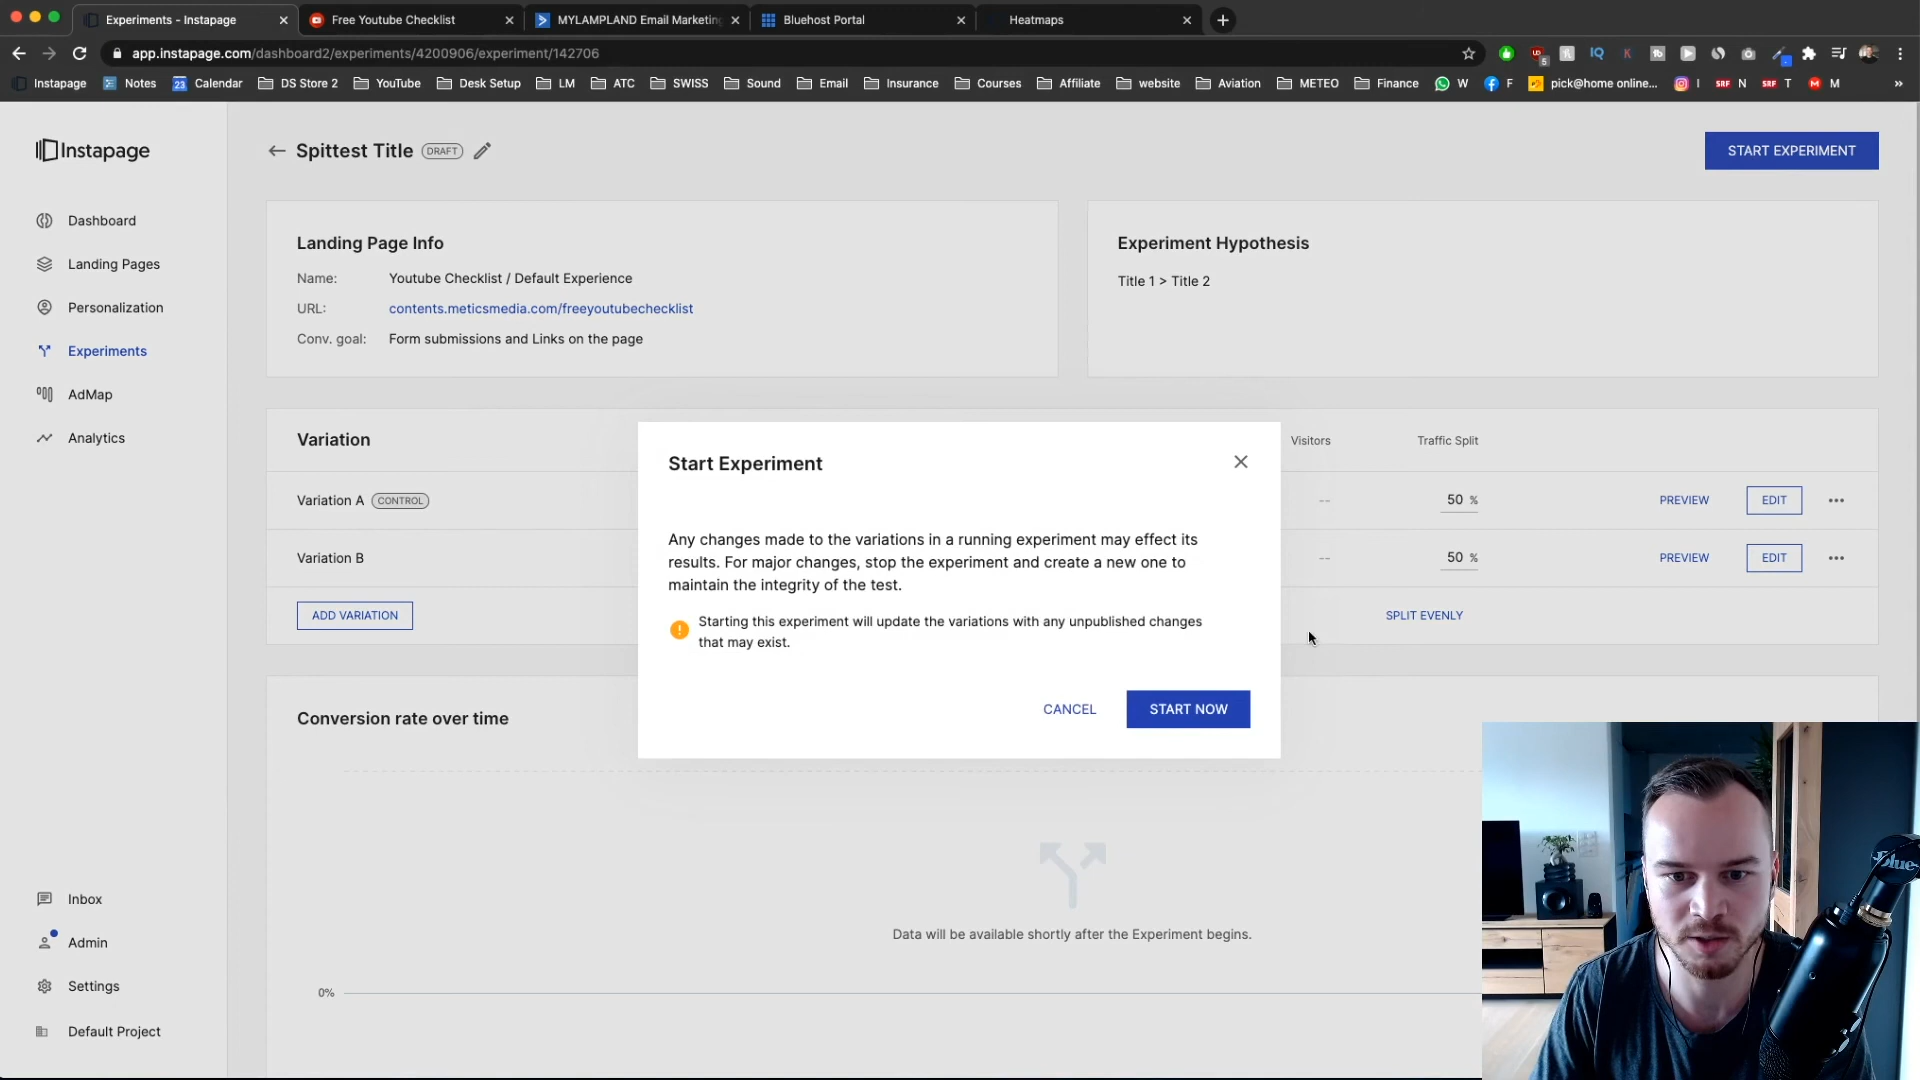 Experiments - Instapage
Free Youtube Checklist
MYLAMPLAND Email Marketing
Bluehost Portal
Heatmaps
app.instapage.com/dashboard2/experiments/4200906/experiment/142706
Instapage
Notes
Calendar
DS Store 2
YouTube
Desk Setup
LM
ATC
SWISS
Sound
Email
Insurance
Courses
Affiliate
website
Aviation
METEO
Finance
W
F
pick@home online...
I
SRF N
SRF T
M
Instapage
Spittest Title DRAFT
START EXPERIMENT
Dashboard
Landing Pages
Personalization
Experiments
AdMap
Analytics
Landing Page Info
Name: Youtube Checklist / Default Experience
URL: contents.meticsmedia.com/freeyoutubechecklist
Conv. goal: Form submissions and Links on the page
Experiment Hypothesis
Title 1 > Title 2
Variation
Visitors
Traffic Split
Variation A CONTROL
-- 50 % PREVIEW EDIT
Variation B
-- 50 % PREVIEW EDIT
ADD VARIATION
SPLIT EVENLY
Start Experiment
Any changes made to the variations in a running experiment may effect its
results. For major changes, stop the experiment and create a new one to
maintain the integrity of the test.
Starting this experiment will update the variations with any unpublished changes
that may exist.
CANCEL
START NOW
Conversion rate over time
Data will be available shortly after the Experiment begins.
0%
Inbox
Admin
Settings
Default Project
Blue